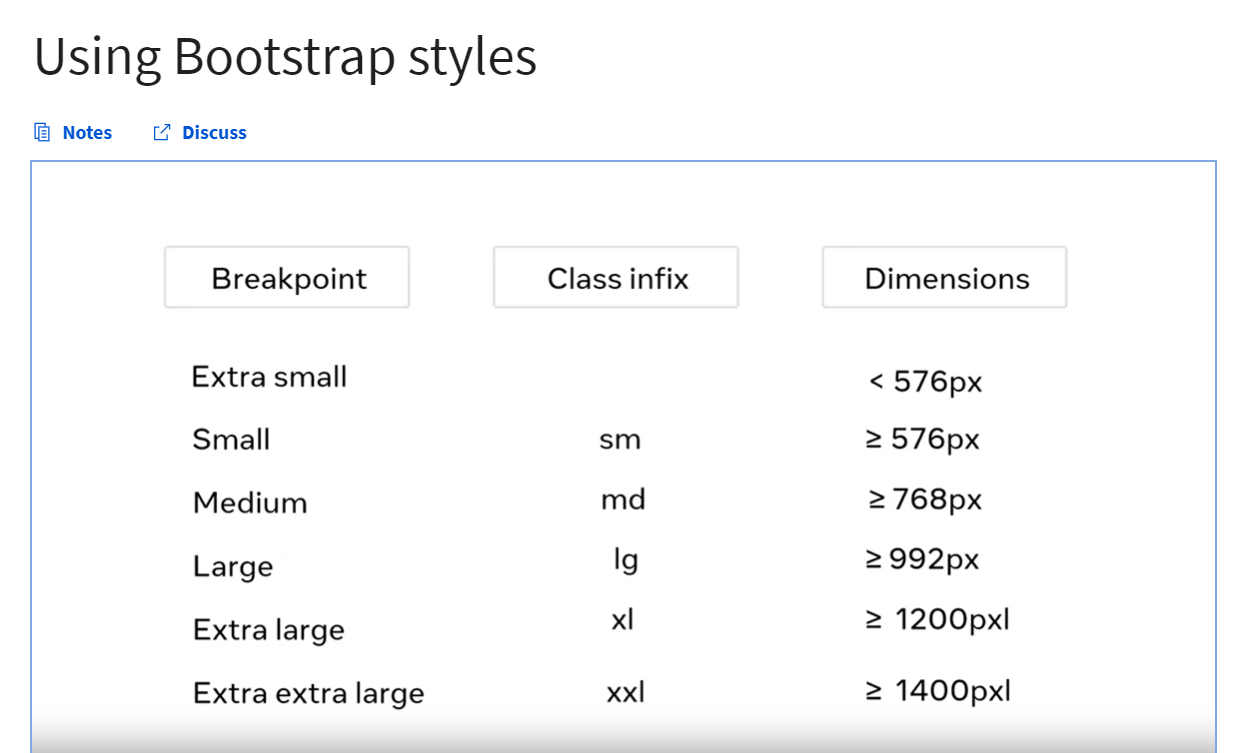 Using Bootstrap styles
Notes Discuss
Breakpoint Class infix Dimensions
Extra small < 576px
Small sm ≥ 576px
Medium md ≥ 768px
Large lg ≥ 992px
Extra large xl ≥ 1200pxl
Extra extra large xxl ≥ 1400pxl